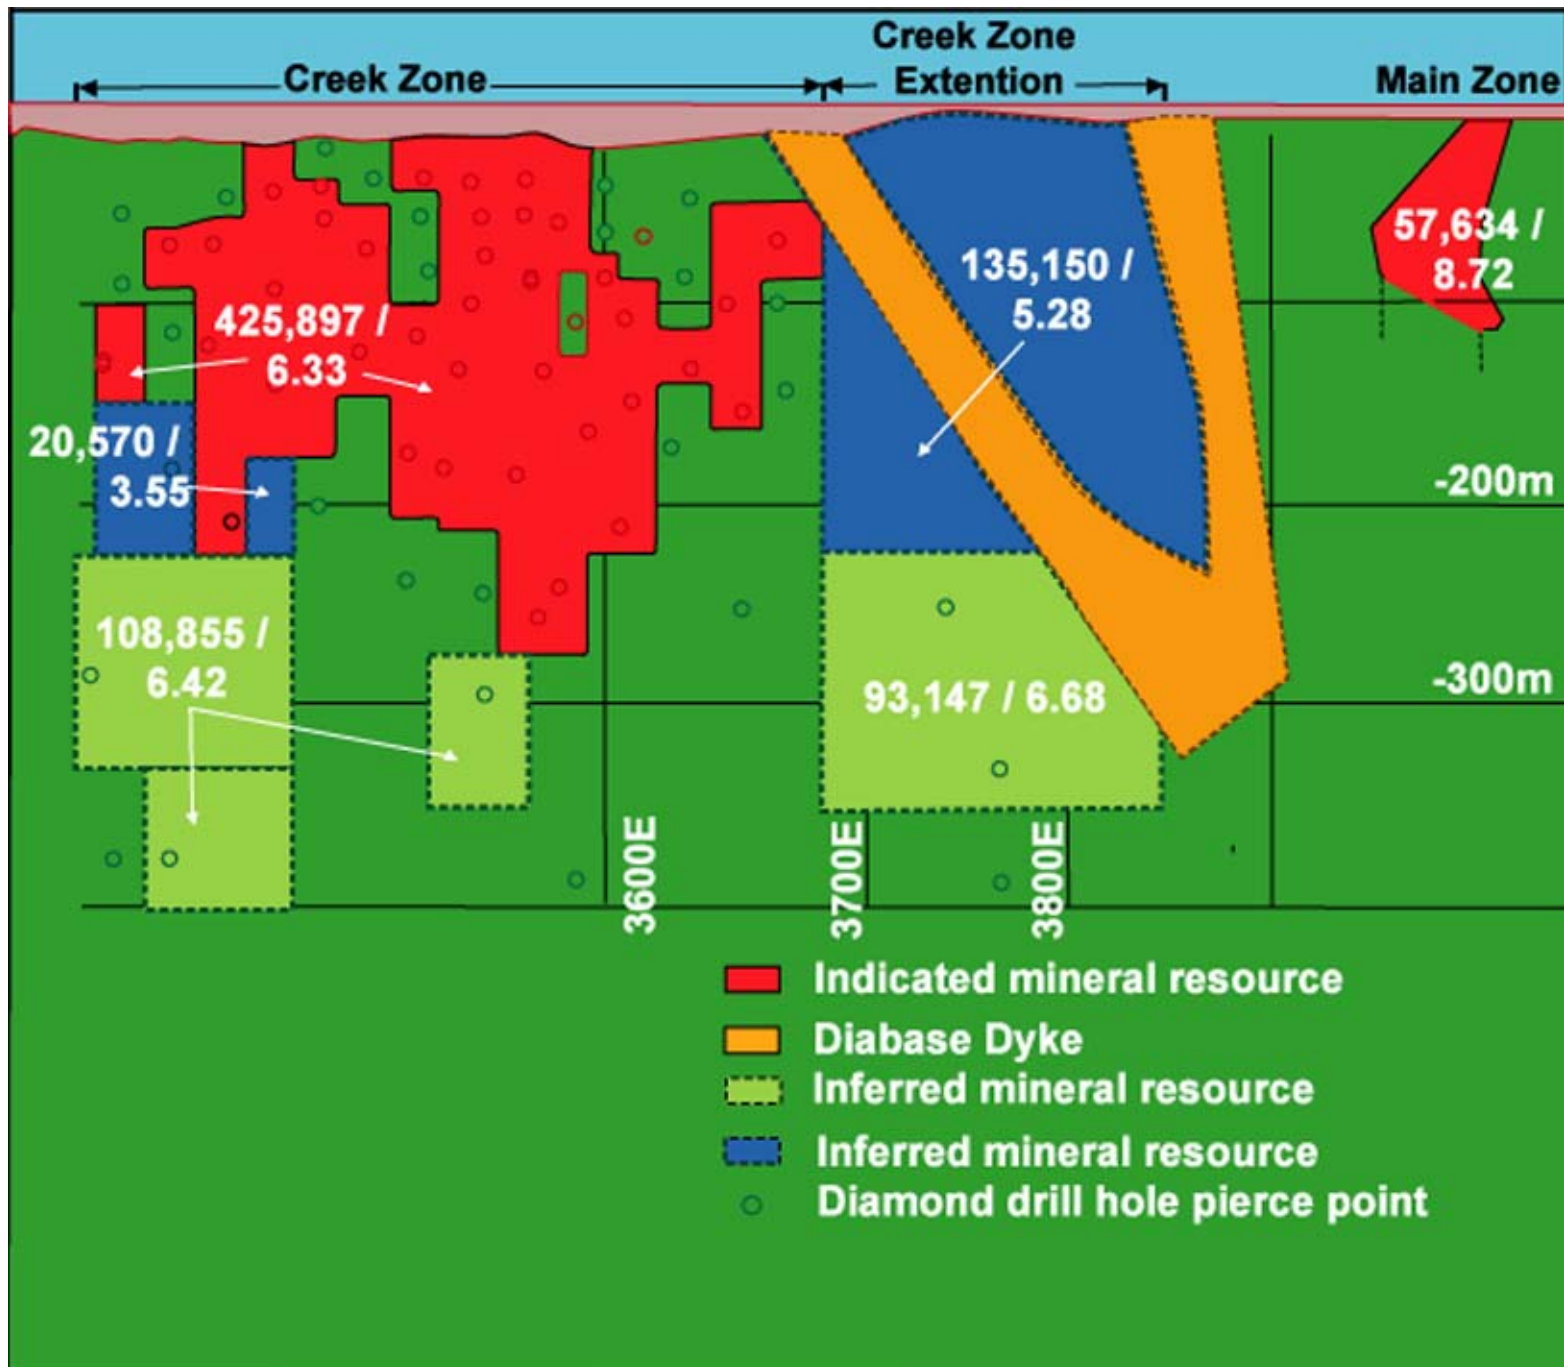 Creek Zone
Creek Zone
Extention
Main Zone
57,634 /
8.72
135,150 /
5.28
425,897 /
6.33
20,570 /
3.55
-200m
108,855 /
6.42
-300m
93,147 / 6.68
3600E
3700E
3800E
Indicated mineral resource
Diabase Dyke
Inferred mineral resource
Inferred mineral resource
Diamond drill hole pierce point